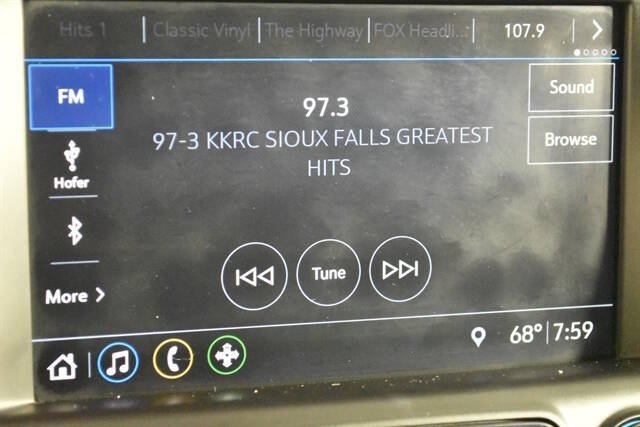 Hits 1 Classic Vinyl The Highway FOX Headli... 107.9
FM
Sound
97.3
97-3 KKRC SIOUX FALLS GREATEST
HITS
Browse
Hofer
Tune
More
68° 7:59